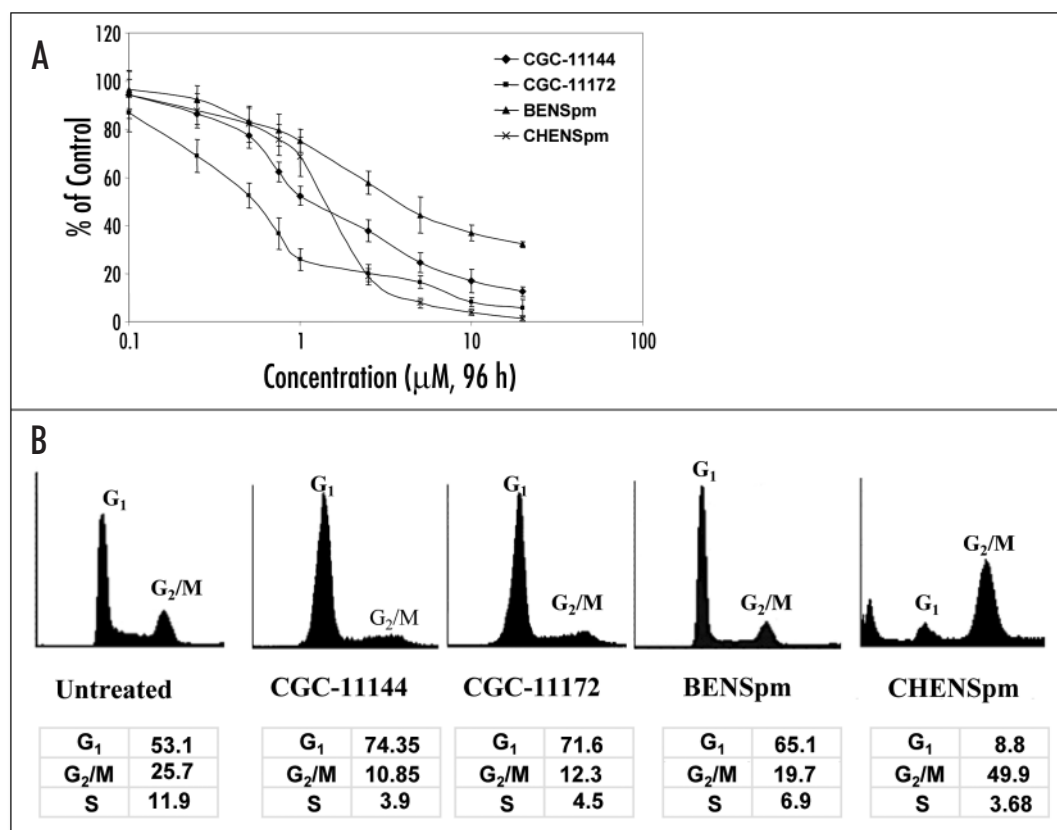 A
120
100
80
60
40
20
0
% of Control
0.1 1 10 100
Concentration (μM, 96 h)
CGC-11144
CGC-11172
BENSpm
CHENSpm
B
G₁
G₂/M
Untreated
G₁ 53.1
G₂/M 25.7
S 11.9
G₁
G₂/M
CGC-11144
G₁ 74.35
G₂/M 10.85
S 3.9
G₁
G₂/M
CGC-11172
G₁ 71.6
G₂/M 12.3
S 4.5
G₁
G₂/M
BENSpm
G₁ 65.1
G₂/M 19.7
S 6.9
G₁
G₂/M
CHENSpm
G₁ 8.8
G₂/M 49.9
S 3.68